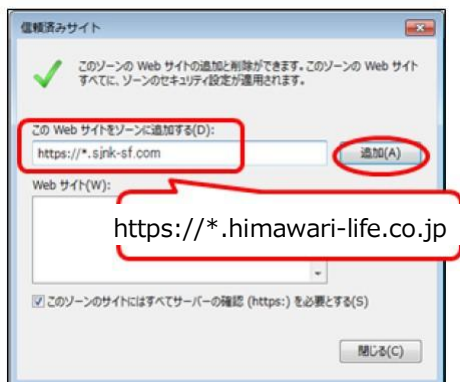 信頼済みサイト
このゾーンの Web サイトの追加と削除ができます。このゾーンの Web サイト
すべてに、ゾーンのセキュリティ設定が適用されます。
この Web サイトをゾーンに追加する(D):
https://*.sjnk-sf.com
追加(A)
Web サイト(W):
https://*.himawari-life.co.jp
このゾーンのサイトにはすべてサーバーの確認 (https:) を必要とする(S)
閉じる(C)